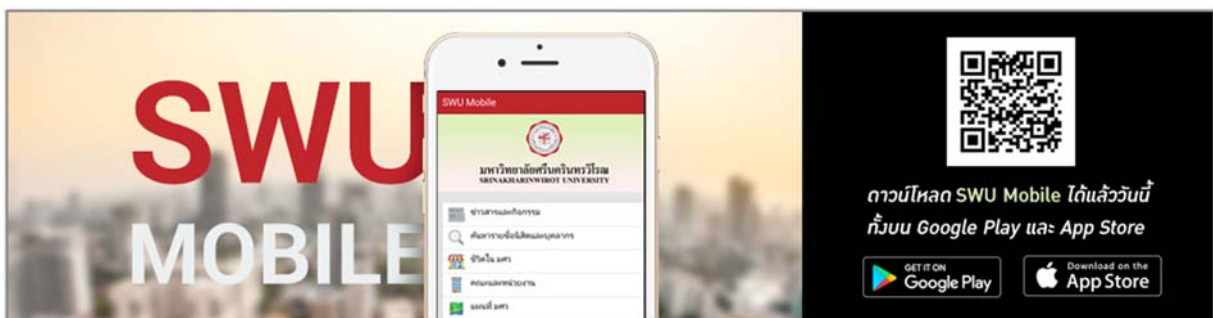 SWU
MOBILE
SWU Mobile
มหาวิทยาลัยศรีนครินทรวิโรฒ
SRINAKHARINWIROT UNIVERSITY
ข่าวสารและกิจกรรม
ค้นหารายชื่อนิสิตและบุคลากร
ชีวิตใน มศว
คณะและหน่วยงาน
แผนที่ มศว
ดาวน์โหลด SWU Mobile ได้แล้ววันนี้
ทั้งบน Google Play และ App Store
GET IT ON
Google Play
Download on the
App Store